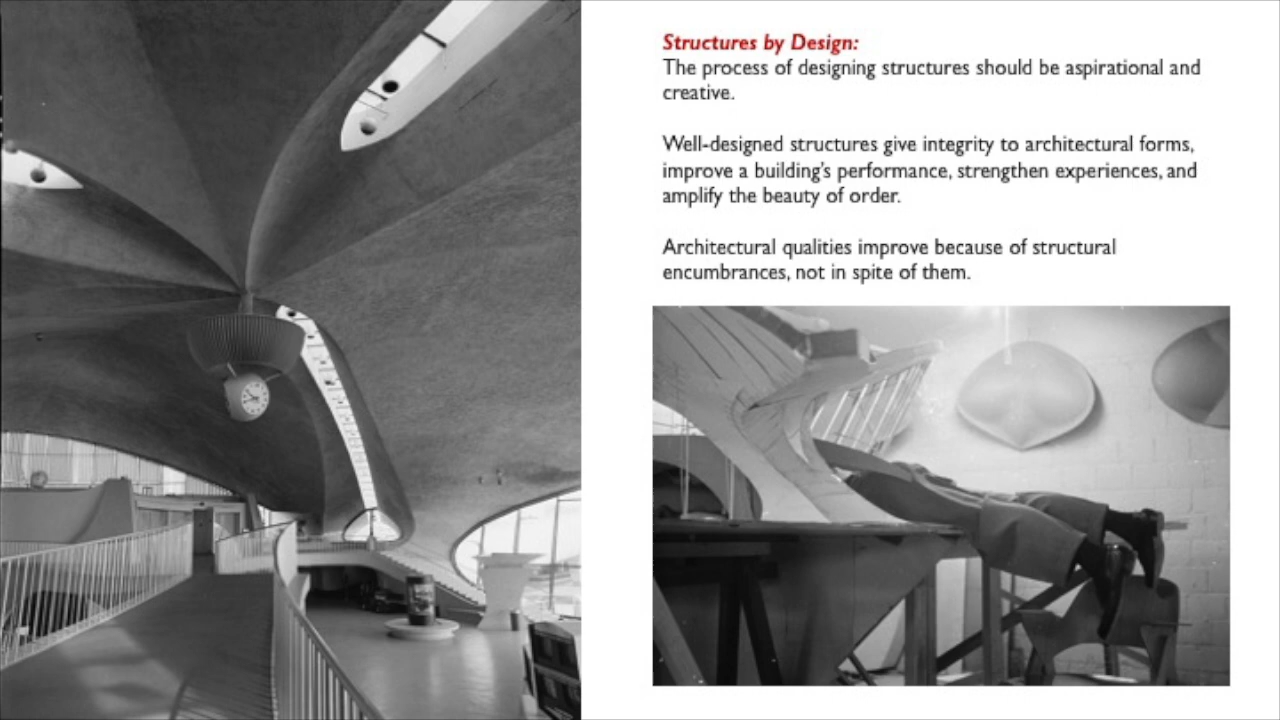 Structures by Design:
The process of designing structures should be aspirational and
creative.
Well-designed structures give integrity to architectural forms,
improve a building's performance, strengthen experiences, and
amplify the beauty of order.
Architectural qualities improve because of structural
encumbrances, not in spite of them.